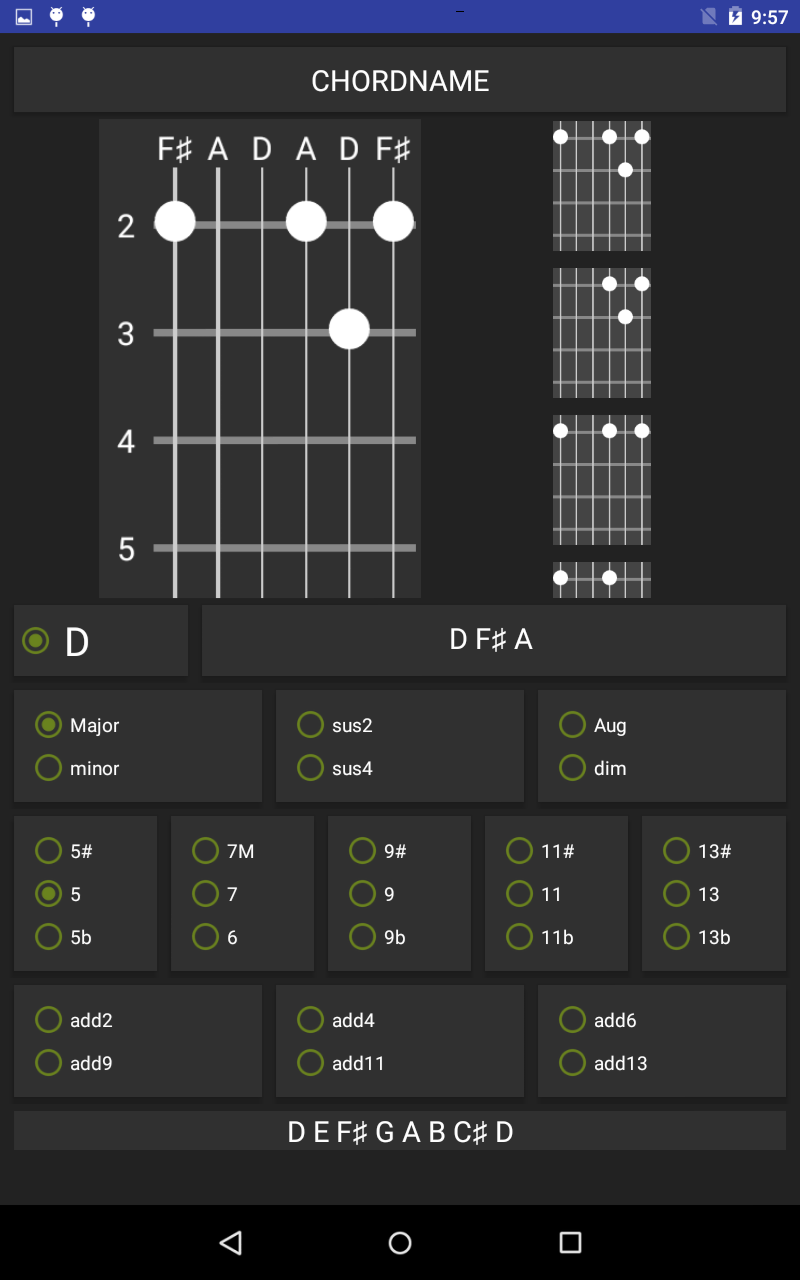 9:57
CHORDNAME
F♯ A D A D F♯
2
3
4
5
D
D F♯ A
Major
minor
sus2
sus4
Aug
dim
5#
5
5b
7M
7
6
9#
9
9b
11#
11
11b
13#
13
13b
add2
add9
add4
add11
add6
add13
D E F♯ G A B C♯ D